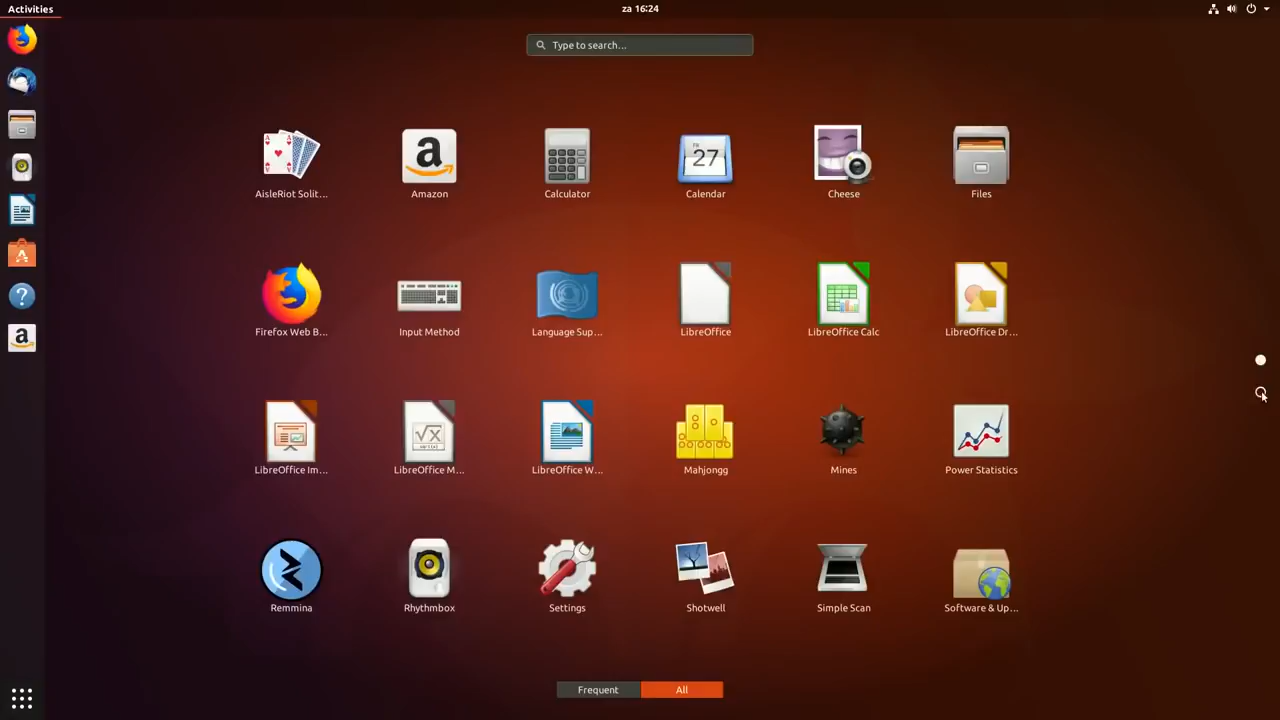 Activities
za 16:24
Type to search...
AisleRiot Solit...
Amazon
Calculator
Calendar
Cheese
Files
Firefox Web B...
Input Method
Language Sup...
LibreOffice
LibreOffice Calc
LibreOffice Dr...
LibreOffice Im...
LibreOffice M...
LibreOffice W...
Mahjongg
Mines
Power Statistics
Remmina
Rhythmbox
Settings
Shotwell
Simple Scan
Software & Up...
Frequent
All